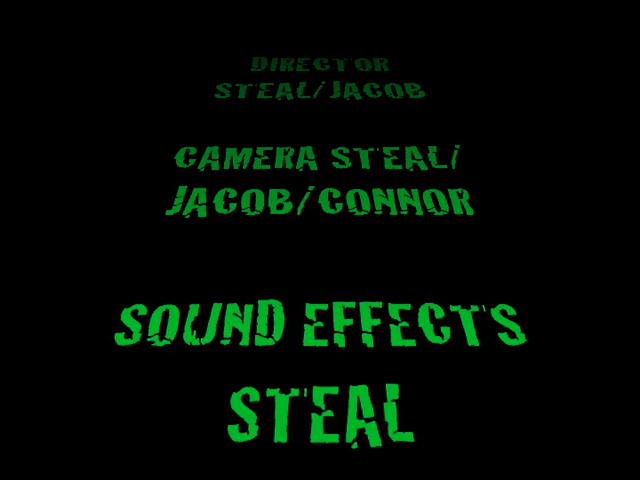 DIRECTOR
STEAL/JACOB
CAMERA STEAL/
JACOB/CONNOR
SOUND EFFECTS
STEAL